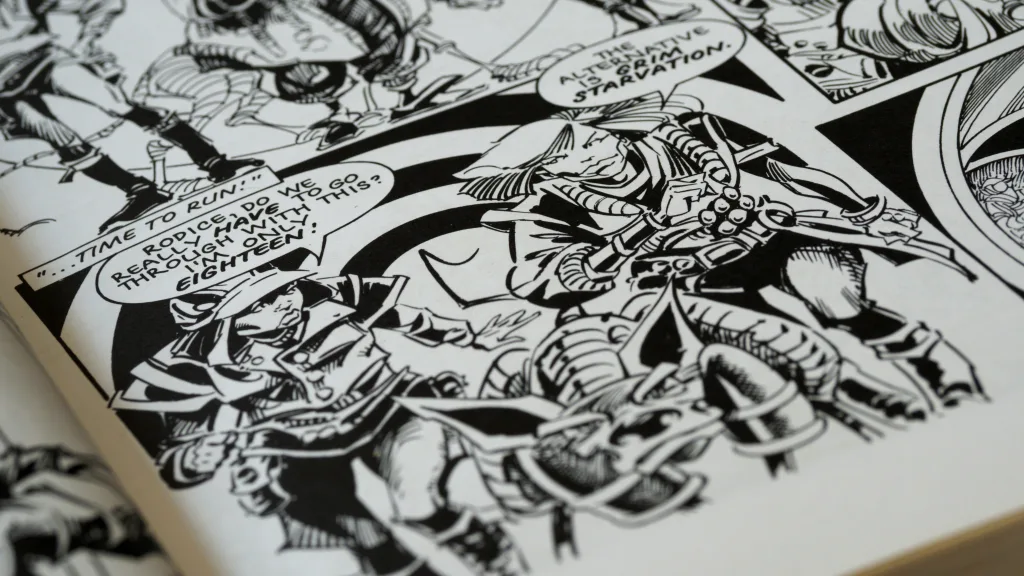 "...TIME TO RUN!"
ROPICE, DO WE
REALLY HAVE TO GO
THROUGH WITH THIS?
I'M ONLY
EIGHTEEN!
THE
ALTERNATIVE
IS GRIM
STARVATION.